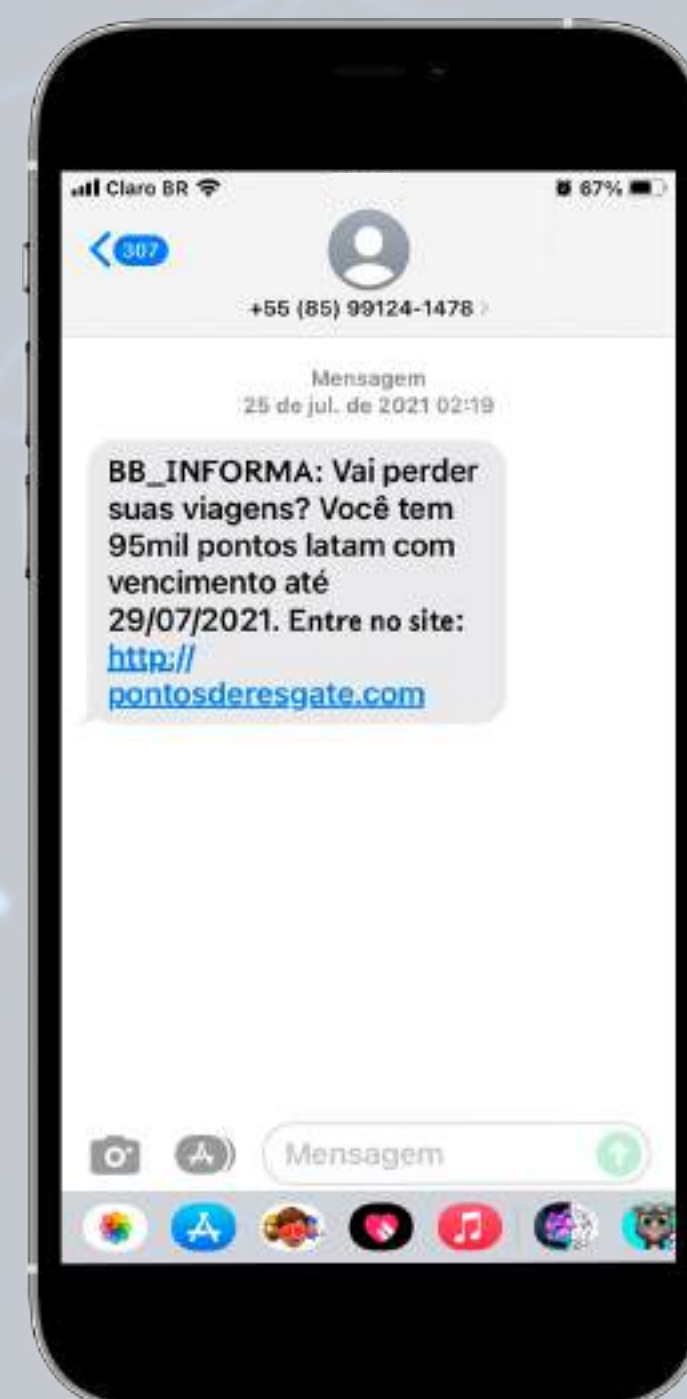 Claro BR
67%
307
+55 (85) 99124-1478
Mensagem
25 de jul. de 2021 02:19
BB_INFORMA: Vai perder
suas viagens? Você tem
95mil pontos latam com
vencimento até
29/07/2021. Entre no site:
http://
pontosderesgate.com
Mensagem